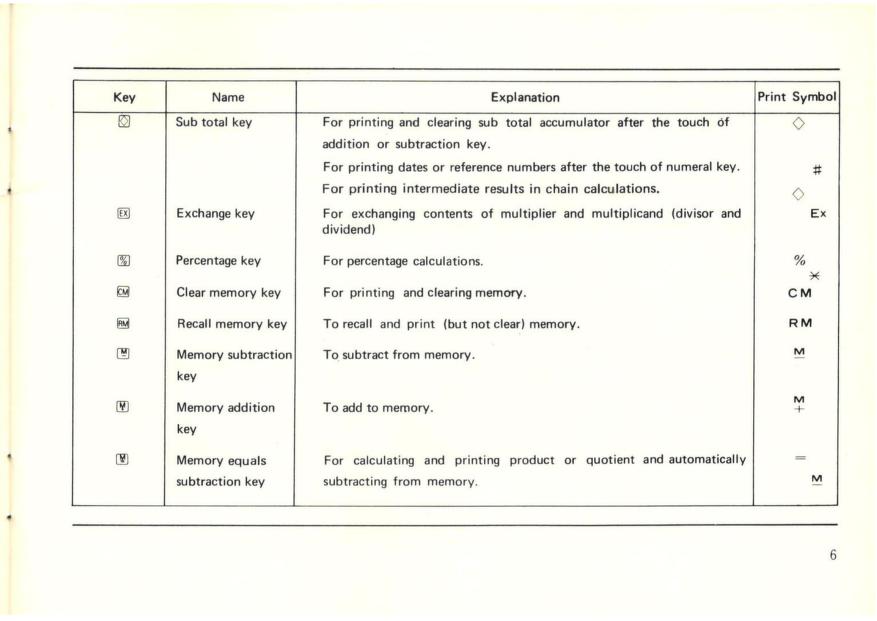 Key Name Explanation Print Symbol
◇ Sub total key For printing and clearing sub total accumulator after the touch of ◇
addition or subtraction key.
For printing dates or reference numbers after the touch of numeral key. #
For printing intermediate results in chain calculations. ◇
EX Exchange key For exchanging contents of multiplier and multiplicand (divisor and Ex
dividend)
% Percentage key For percentage calculations. %
*
CM Clear memory key For printing and clearing memory. CM
RM Recall memory key To recall and print (but not clear) memory. RM
M Memory subtraction To subtract from memory. M
key
M Memory addition To add to memory. M
+
key
M Memory equals For calculating and printing product or quotient and automatically =
subtraction key subtracting from memory. M
6